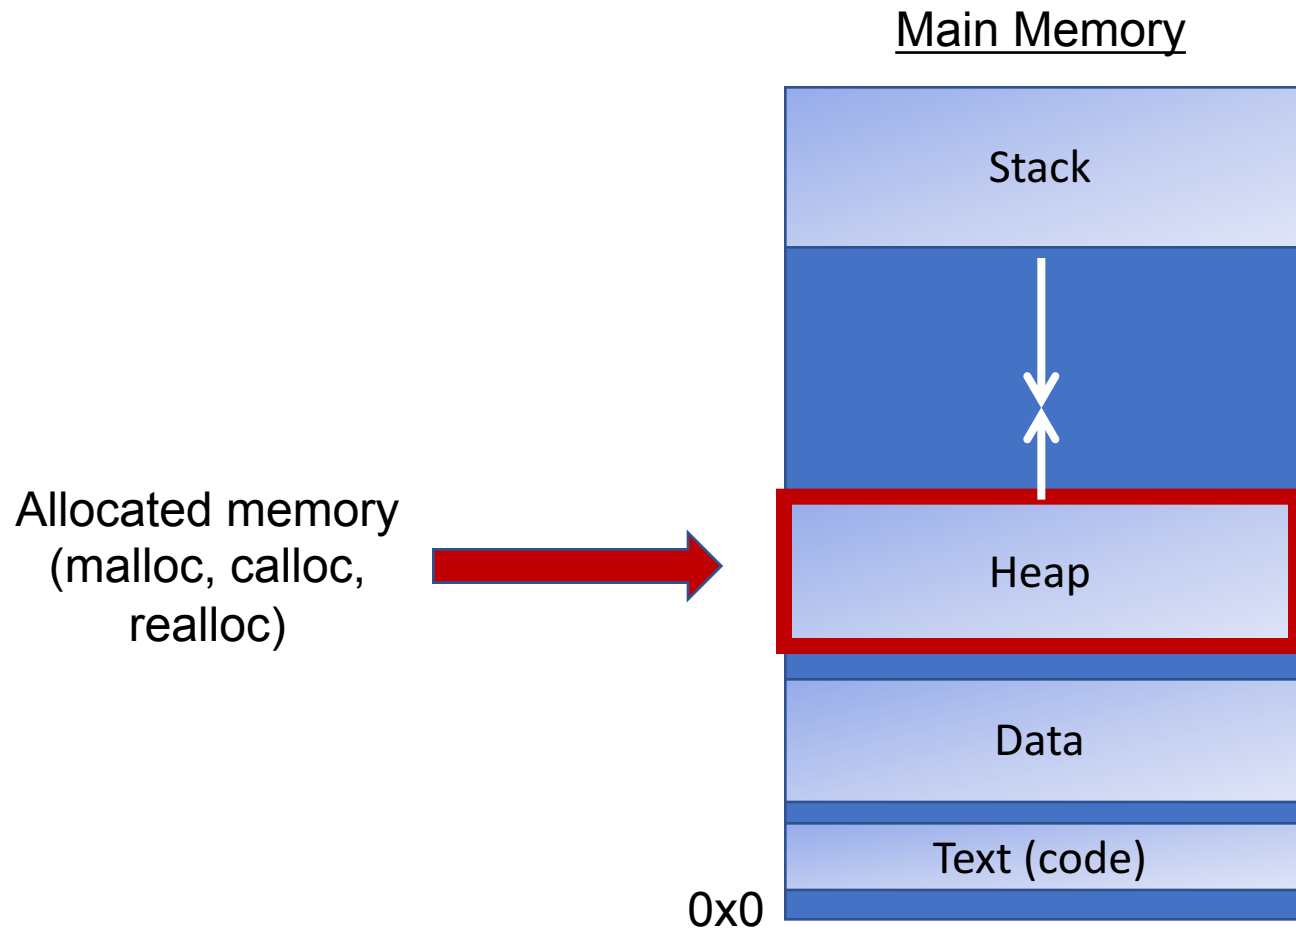 Main Memory
Stack
Allocated memory
(malloc, calloc,
realloc)
Heap
Data
Text (code)
0x0